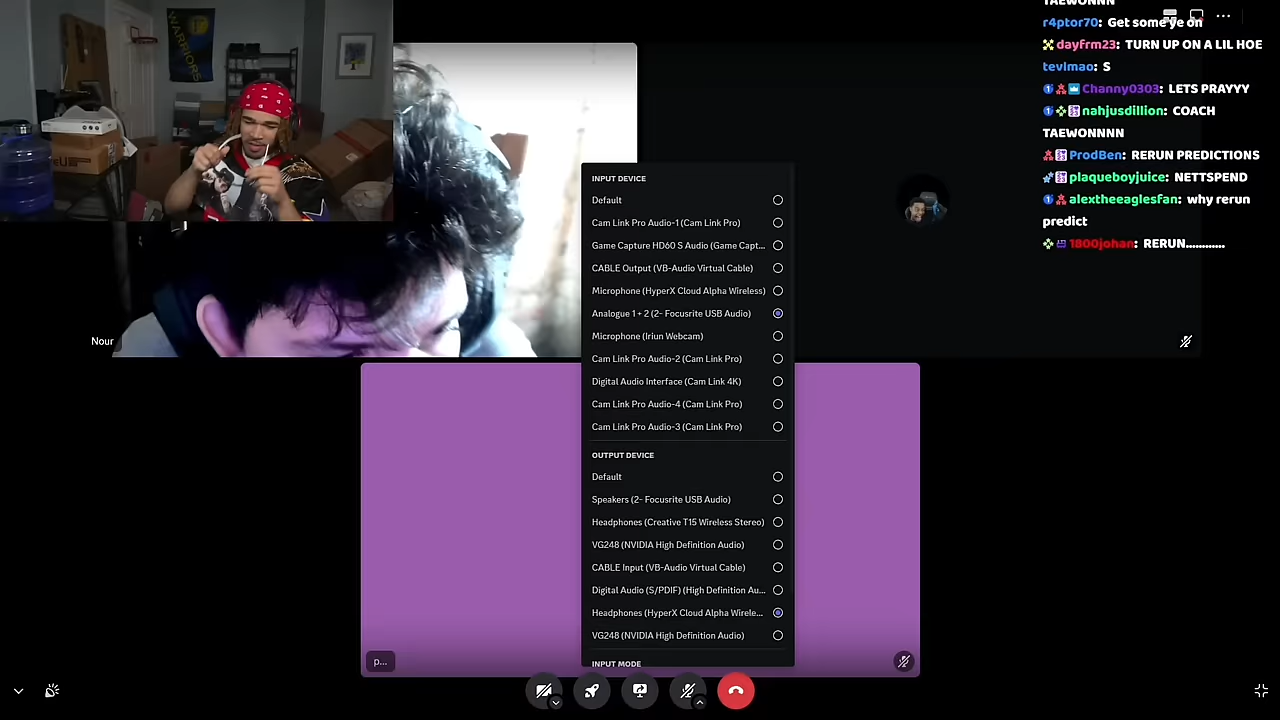 WARRIORS
Nour
INPUT DEVICE
Default
Cam Link Pro Audio-1 (Cam Link Pro)
Game Capture HD60 S Audio (Game Capt...
CABLE Output (VB-Audio Virtual Cable)
Microphone (HyperX Cloud Alpha Wireless)
Analogue 1 + 2 (2- Focusrite USB Audio)
Microphone (Iriun Webcam)
Cam Link Pro Audio-2 (Cam Link Pro)
Digital Audio Interface (Cam Link 4K)
Cam Link Pro Audio-4 (Cam Link Pro)
Cam Link Pro Audio-3 (Cam Link Pro)
OUTPUT DEVICE
Default
Speakers (2- Focusrite USB Audio)
Headphones (Creative T15 Wireless Stereo)
VG248 (NVIDIA High Definition Audio)
CABLE Input (VB-Audio Virtual Cable)
Digital Audio (S/PDIF) (High Definition Au...
Headphones (HyperX Cloud Alpha Wirele...
VG248 (NVIDIA High Definition Audio)
INPUT MODE
p...
TAEWONNN
r4ptor70: Get some ye on
dayfrm23: TURN UP ON A LIL HOE
tevlmao: S
Channy0303: LETS PRAYYY
nahjusdillion: COACH
TAEWONNNN
ProdBen: RERUN PREDICTIONS
plaqueboyjuice: NETTSPEND
alextheeaglesfan: why rerun
predict
1800johan: RERUN............